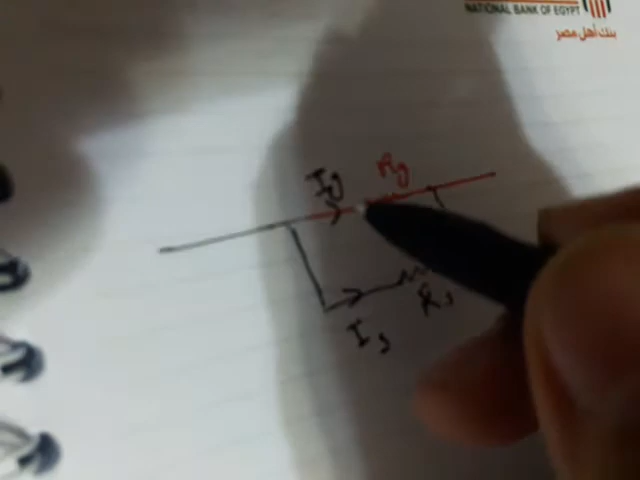 NATIONAL BANK OF EGYPT
بنك أهل مصر
Ig
Rg
Is
Rs